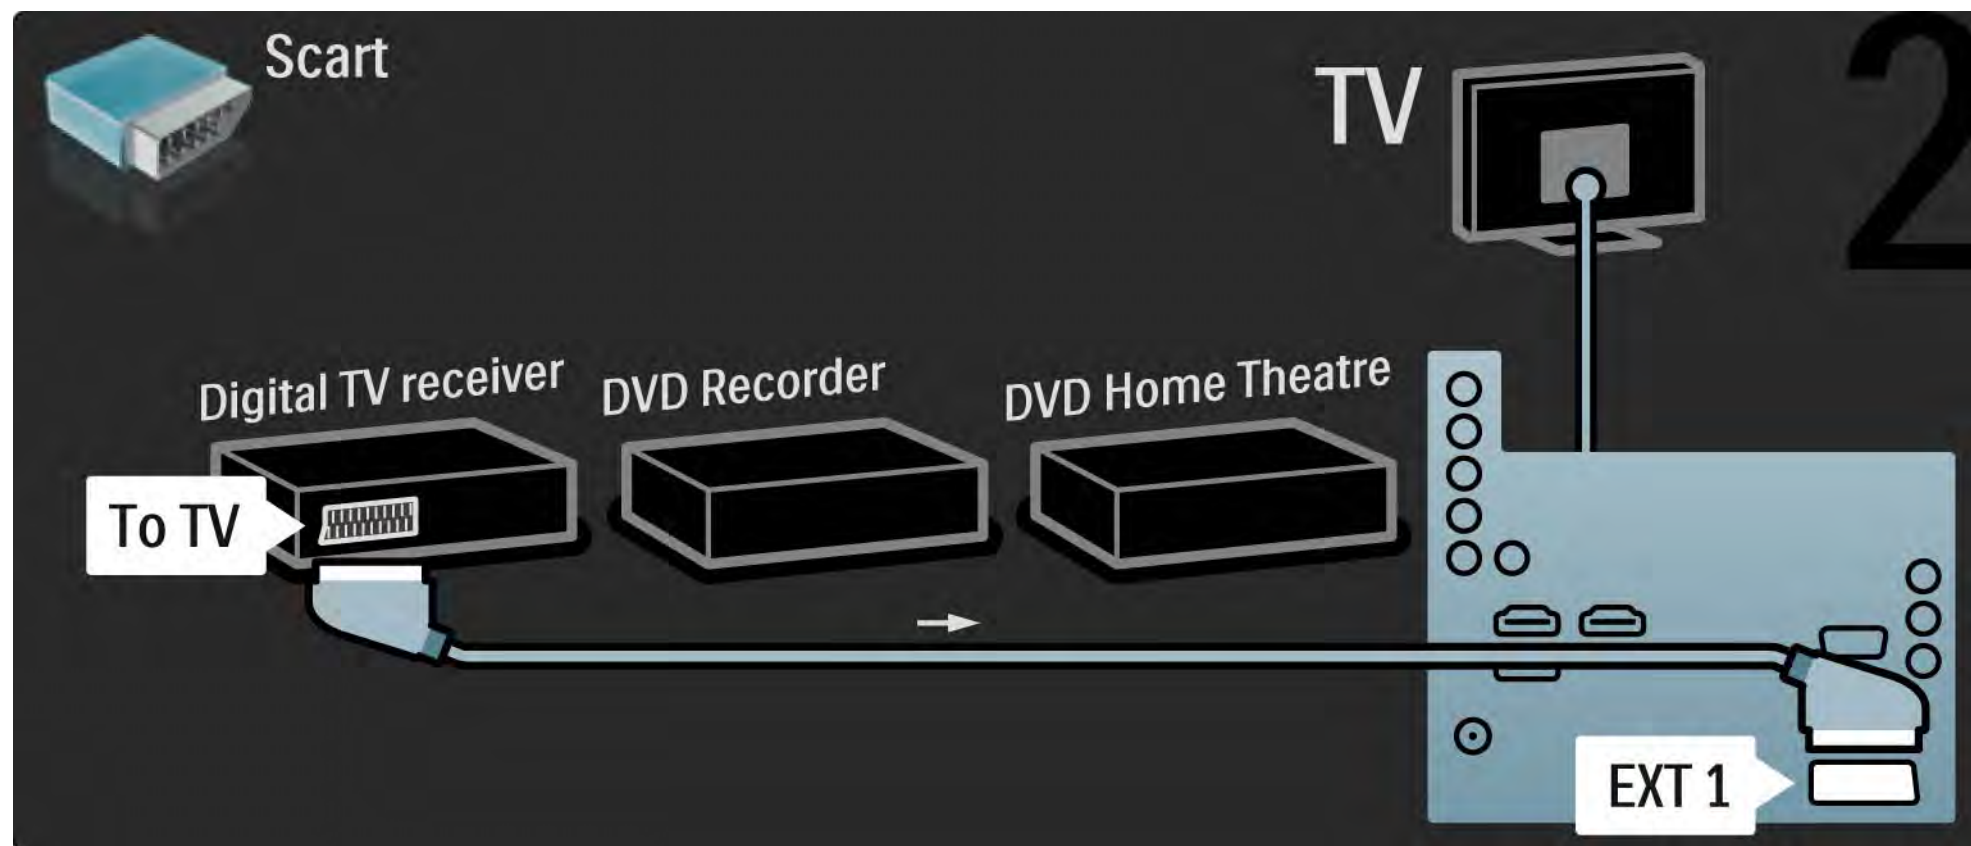 Scart
TV
2
Digital TV receiver
DVD Recorder
DVD Home Theatre
To TV
EXT 1